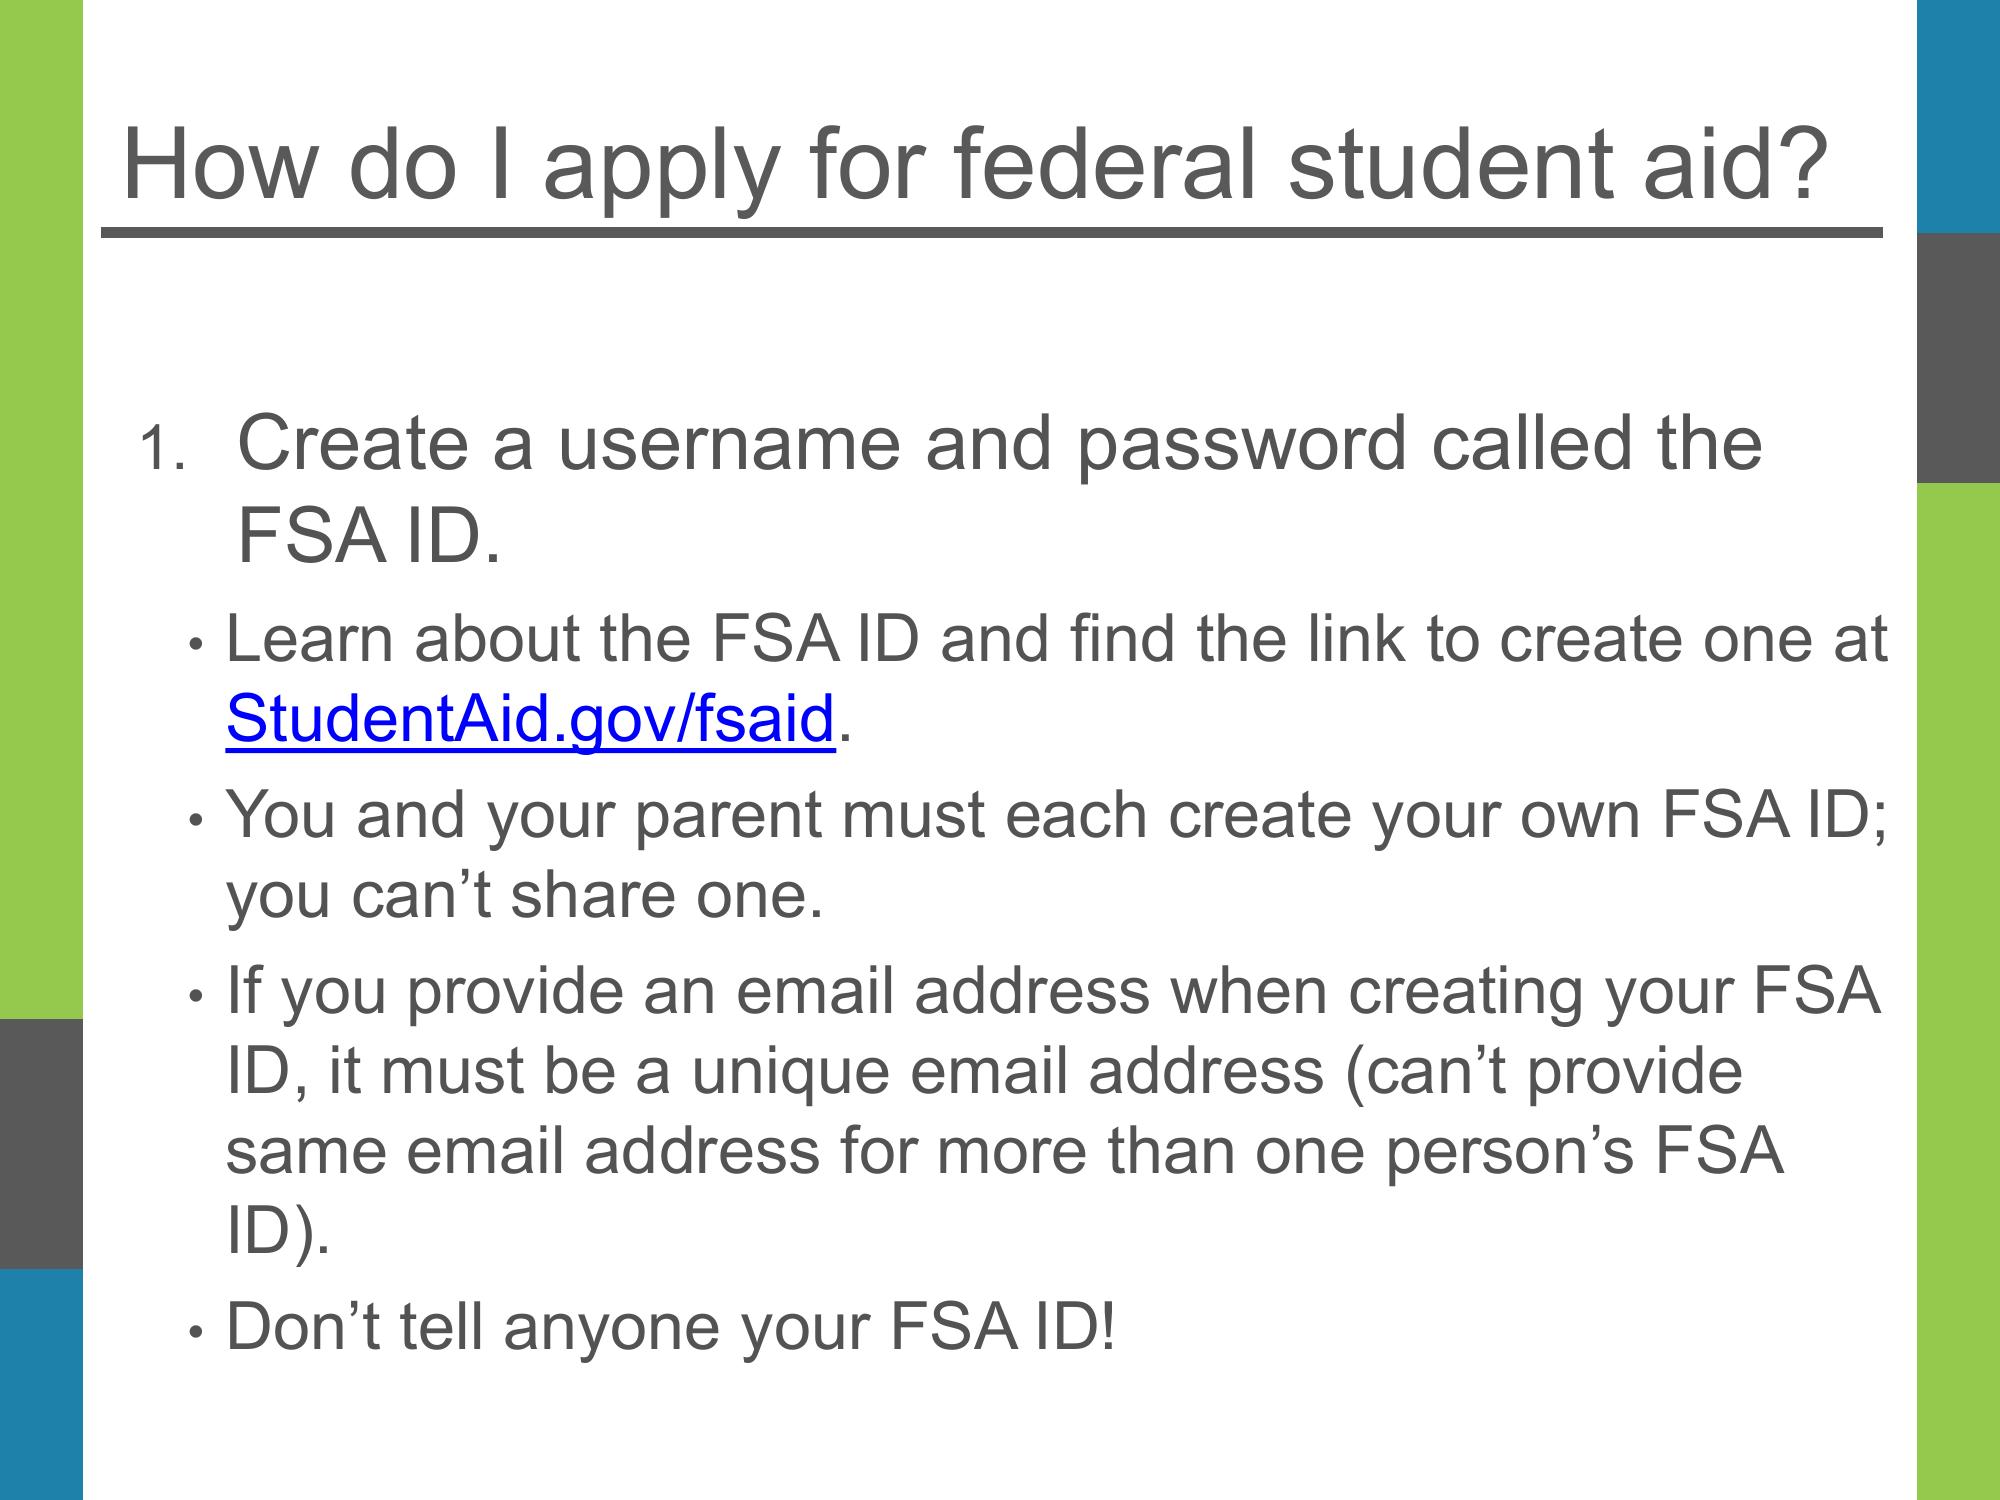 How do I apply for federal student aid?
1. Create a username and password called the
FSA ID.
• Learn about the FSA ID and find the link to create one at
StudentAid.gov/fsaid.
• You and your parent must each create your own FSA ID;
you can’t share one.
• If you provide an email address when creating your FSA
ID, it must be a unique email address (can’t provide
same email address for more than one person’s FSA
ID).
• Don’t tell anyone your FSA ID!